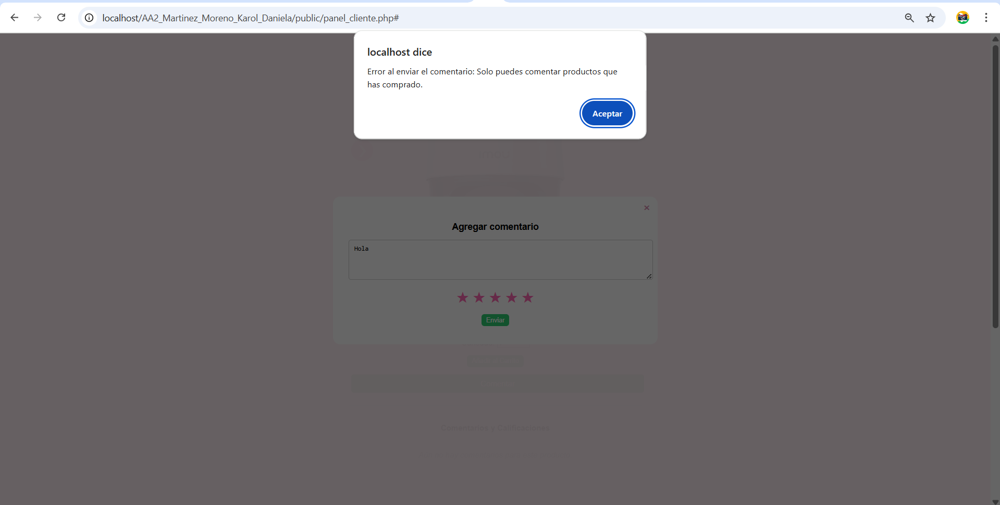 localhost/AA2_Martinez_Moreno_Karol_Daniela/public/panel_cliente.php#
localhost dice
Error al enviar el comentario: Solo puedes comentar productos que
has comprado.
Aceptar
Agregar comentario
Hola
Enviar
Comentarios y Calificaciones